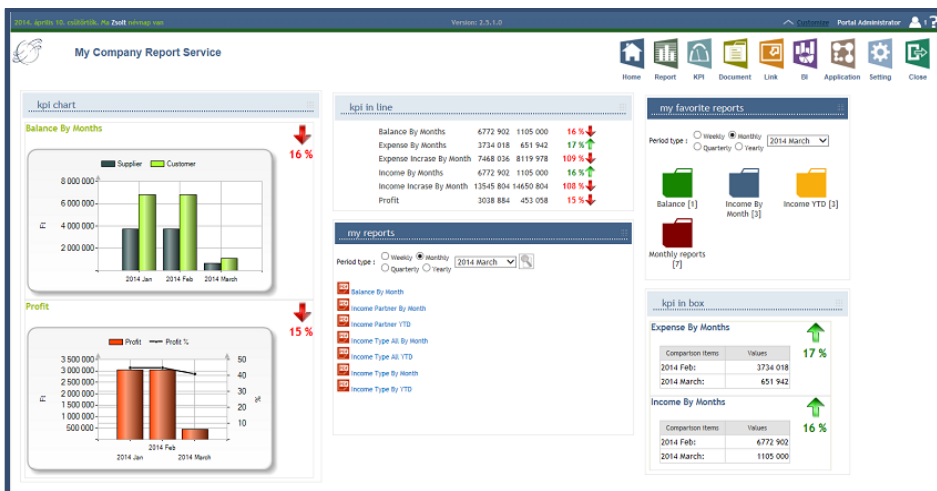 2014. április 10. csütörtök. Ma Zsolt névnap van
Version: 2.5.1.0
Customize
Portal Administrator
1 ?
My Company Report Service
Home Report KPI Document Link BI Application Setting Close
kpi chart
Balance By Months
16 %
Supplier Customer
8 000 000
6 000 000
4 000 000
2 000 000
Ft
2014 Jan 2014 Feb 2014 March
Profit
15 %
Profit Profit %
3 500 000 50
3 000 000
2 500 000 40
2 000 000 30
1 500 000 20
1 000 000
500 000 10
Ft %
2014 Feb
2014 Jan 2014 March
kpi in line
Balance By Months 6772 902 1105 000 16 %
Expense By Months 3734 018 651 942 17 %
Expense Incrase By Month 7468 036 8119 978 109 %
Income By Months 6772 902 1105 000 16 %
Income Incrase By Month 13545 804 14650 804 108 %
Profit 3038 884 453 058 15 %
my reports
Period type : Weekly Monthly Quarterly Yearly 2014 March
Balance By Month
Income Partner By Month
Income Partner YTD
Income Type All By Month
Income Type All YTD
Income Type By Month
Income Type By YTD
my favorite reports
Period type : Weekly Monthly Quarterly Yearly 2014 March
Balance [1]
Income By
Month [3]
Income YTD [3]
Monthly reports
[7]
kpi in box
Expense By Months
17 %
Comparison Items Values
2014 Feb: 3734 018
2014 March: 651 942
Income By Months
16 %
Comparison Items Values
2014 Feb: 6772 902
2014 March: 1105 000